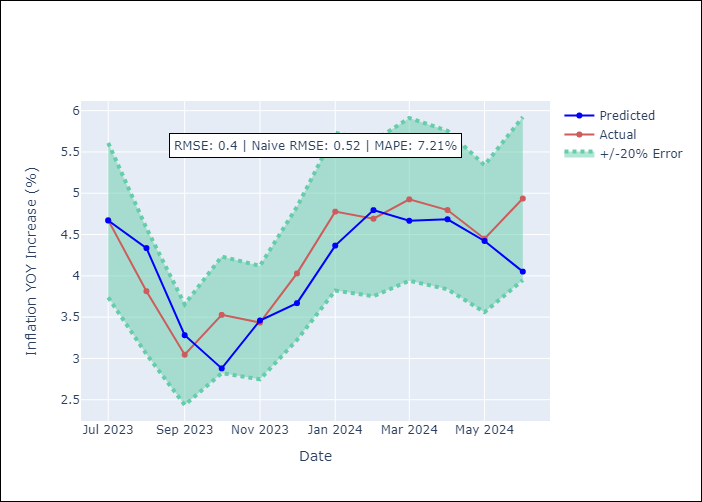 RMSE: 0.4 | Naive RMSE: 0.52 | MAPE: 7.21%
Predicted
Actual
+/-20% Error
Inflation YOY Increase (%)
6
5.5
5
4.5
4
3.5
3
2.5
Jul 2023
Sep 2023
Nov 2023
Jan 2024
Mar 2024
May 2024
Date